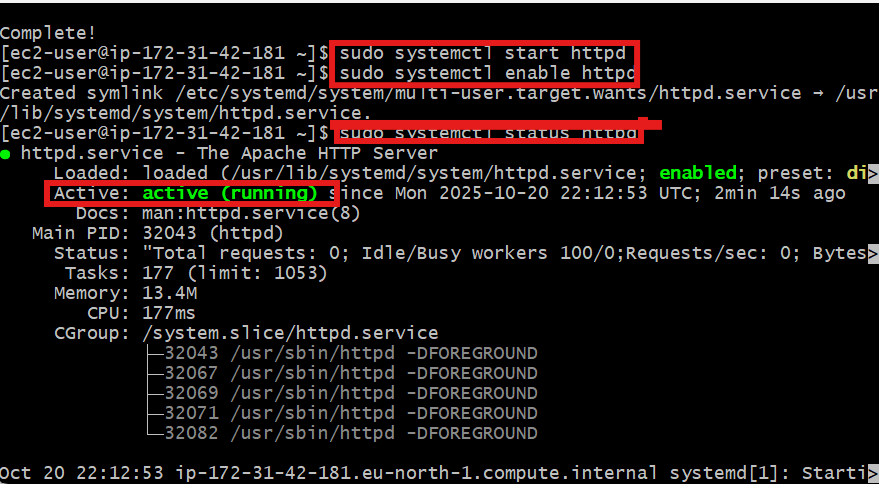 Complete!
[ec2-user@ip-172-31-42-181 ~]$ sudo systemctl start httpd
[ec2-user@ip-172-31-42-181 ~]$ sudo systemctl enable httpd
Created symlink /etc/systemd/system/multi-user.target.wants/httpd.service → /usr
/lib/systemd/system/httpd.service.
[ec2-user@ip-172-31-42-181 ~]$ sudo systemctl status httpd
● httpd.service - The Apache HTTP Server
Loaded: loaded (/usr/lib/systemd/system/httpd.service; enabled; preset: di>
Active: active (running) since Mon 2025-10-20 22:12:53 UTC; 2min 14s ago
Docs: man:httpd.service(8)
Main PID: 32043 (httpd)
Status: "Total requests: 0; Idle/Busy workers 100/0;Requests/sec: 0; Bytes>
Tasks: 177 (limit: 1053)
Memory: 13.4M
CPU: 177ms
CGroup: /system.slice/httpd.service
├─32043 /usr/sbin/httpd -DFOREGROUND
├─32067 /usr/sbin/httpd -DFOREGROUND
├─32069 /usr/sbin/httpd -DFOREGROUND
├─32071 /usr/sbin/httpd -DFOREGROUND
└─32082 /usr/sbin/httpd -DFOREGROUND
Oct 20 22:12:53 ip-172-31-42-181.eu-north-1.compute.internal systemd[1]: Starti>